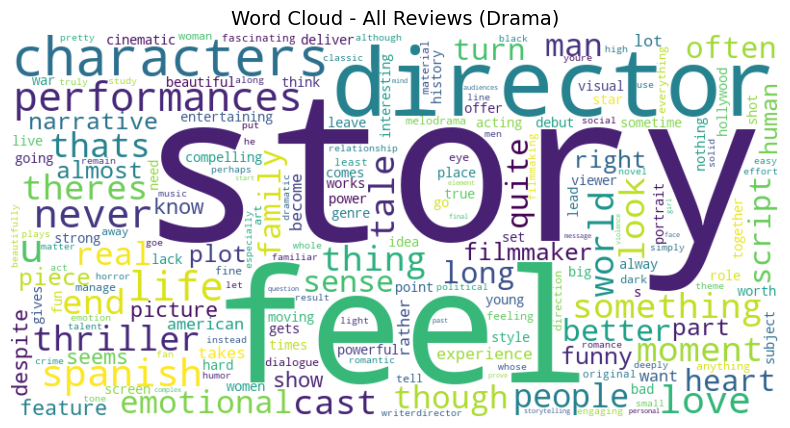 Word Cloud - All Reviews (Drama)
pretty woman fascinating although black youre high
cinematic deliver classic turn man lot often
characters director
war truly study beautiful along think
performances interesting material history line offer visual star hollywood everything
narrative entertaining put he leave melodrama men acting debut sometime social shot human
live thats going remain compelling story relationship audiences mind eye filmmaking nothing use solid easy effort
almost need perhaps music start least comes works power genre tale place true go element final quite right viewer lead novel portrait together
theres never know family become dramatic art especially set world look girl face simply script
u strong away matter plays beautifully lack plot whole familiar idea filmmaker message violence alway dark role theme
real goe fine let thing sense point political long big s worth
piece act horror manage life question result feel young direction something
end gives fun picture moving light rather style feeling romance better part subject
despite thriller emotion talent american instead gets times powerful romantic experience past whose funny moment deeply anything
seems takes fan hard humor dialogue tell original want heart
spanish crime screen women show prove bad
feature tone emotional complex cast writerdirector though storytelling people engaging small personal love